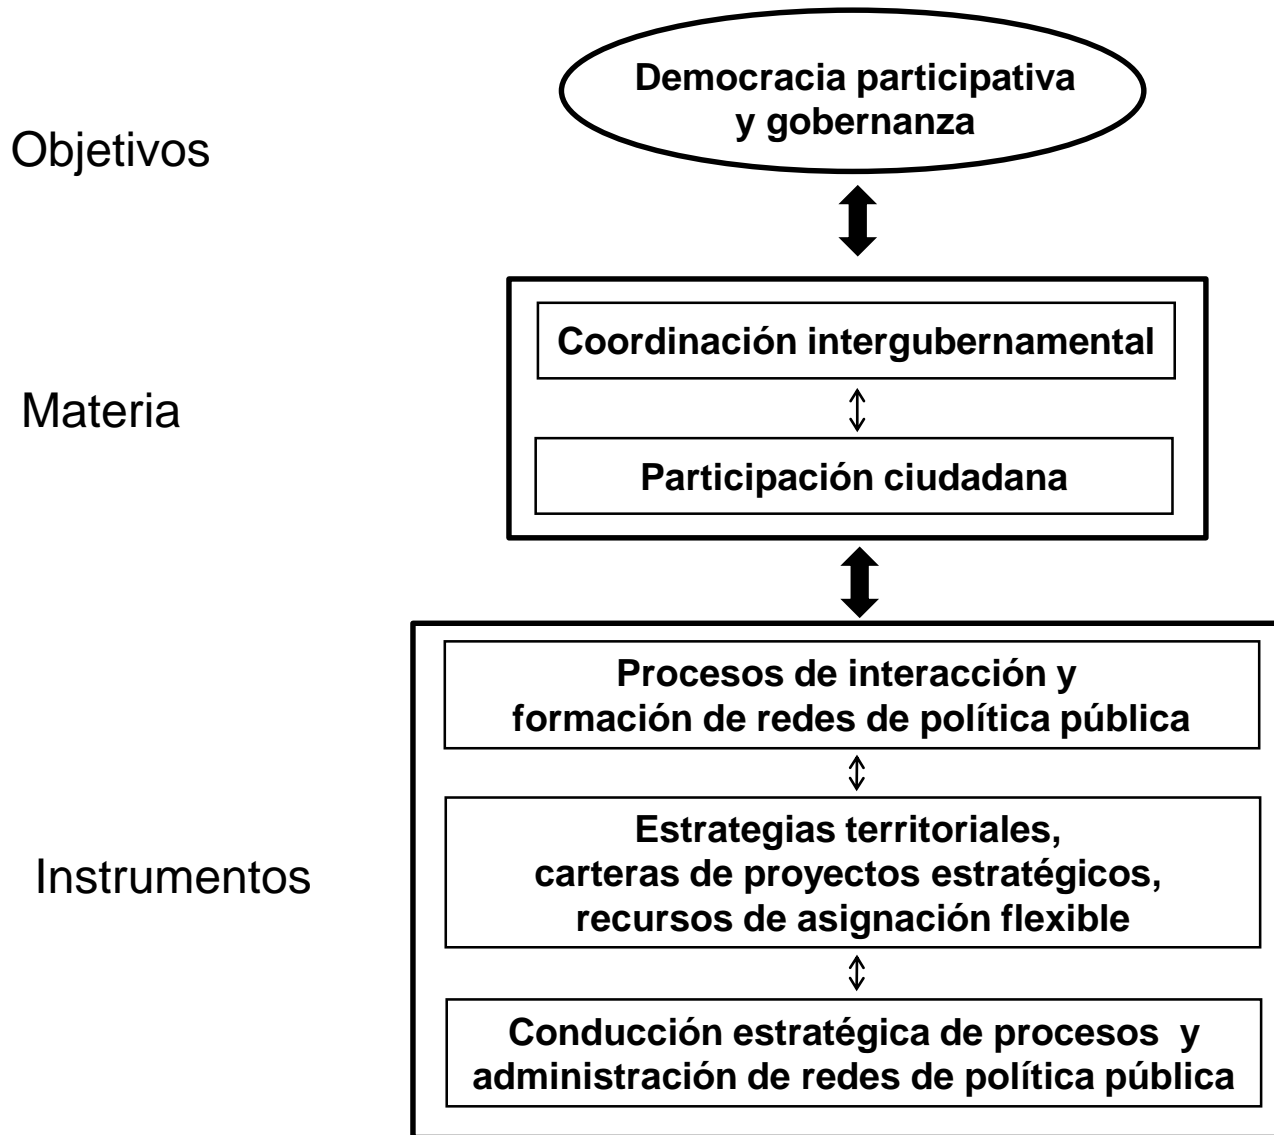 Objetivos
Democracia participativa
y gobernanza
Materia
Coordinación intergubernamental
Participación ciudadana
Instrumentos
Procesos de interacción y
formación de redes de política pública
Estrategias territoriales,
carteras de proyectos estratégicos,
recursos de asignación flexible
Conducción estratégica de procesos y
administración de redes de política pública